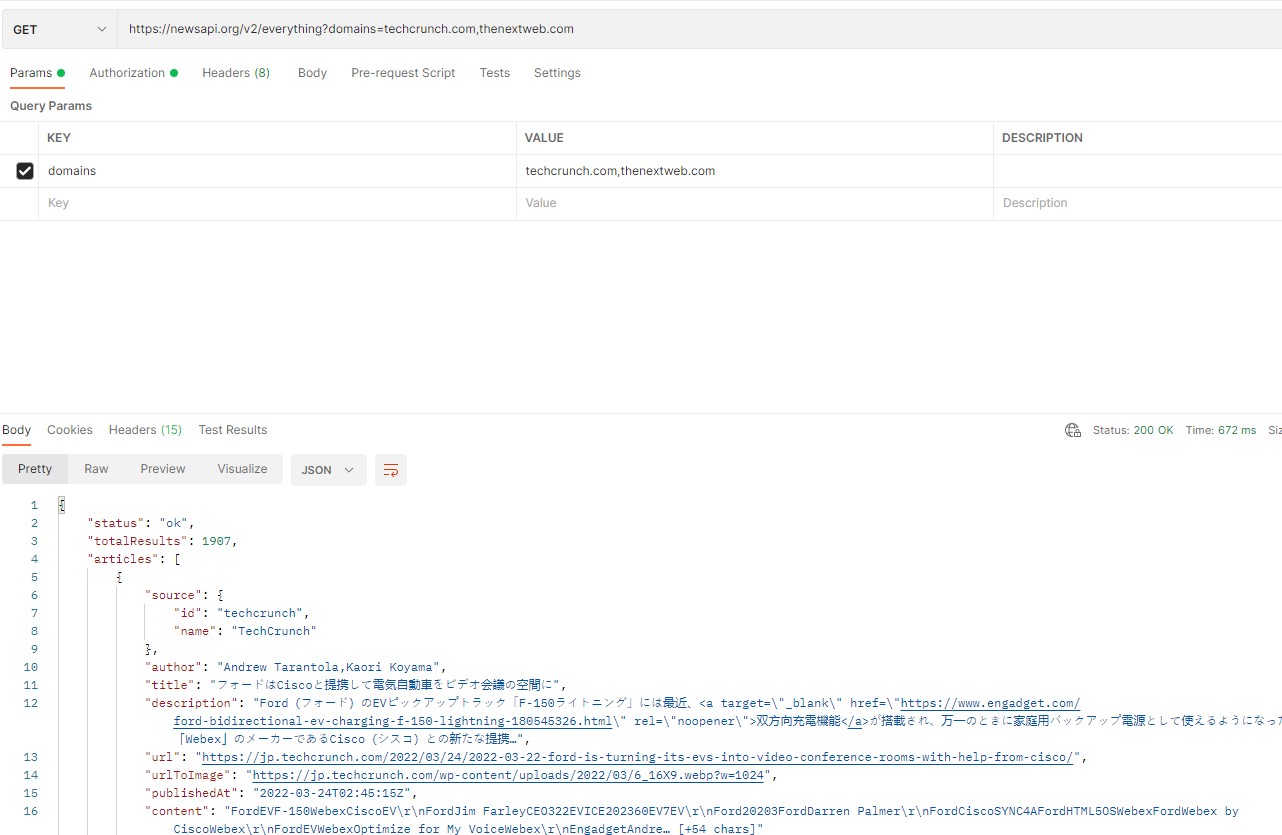 GET https://newsapi.org/v2/everything?domains=techcrunch.com,thenextweb.com
Params Authorization Headers (8) Body Pre-request Script Tests Settings
Query Params
KEY VALUE DESCRIPTION
domains techcrunch.com,thenextweb.com
Key Value Description
Body Cookies Headers (15) Test Results Status: 200 OK Time: 672 ms Siz
Pretty Raw Preview Visualize JSON
1 {
2 "status": "ok",
3 "totalResults": 1907,
4 "articles": [
5 {
6 "source": {
7 "id": "techcrunch",
8 "name": "TechCrunch"
9 },
10 "author": "Andrew Tarantola,Kaori Koyama",
11 "title": "フォードはCiscoと提携して電気自動車をビデオ会議の空間に",
12 "description": "Ford (フォード) のEVピックアップトラック「F-150ライトニング」には最近、<a target=\"_blank\" href=\"https://www.engadget.com/
ford-bidirectional-ev-charging-f-150-lightning-180545326.html\" rel=\"noopener\">双方向充電機能</a>が搭載され、万一のときに家庭用バックアップ電源として使えるようになった
「Webex」のメーカーであるCisco (シスコ) との新たな提携…",
13 "url": "https://jp.techcrunch.com/2022/03/24/2022-03-22-ford-is-turning-its-evs-into-video-conference-rooms-with-help-from-cisco/",
14 "urlToImage": "https://jp.techcrunch.com/wp-content/uploads/2022/03/6_16X9.webp?w=1024",
15 "publishedAt": "2022-03-24T02:45:15Z",
16 "content": "FordEVF-150WebexCiscoEV\r\nFordJim FarleyCEO322EVICE202360EV7EV\r\nFord20203FordDarren Palmer\r\nFordCiscoSYNC4AFordHTML5OSWebexFordWebex by
CiscoWebex\r\nFordEVWebexOptimize for My VoiceWebex\r\nEngadgetAndre… [+54 chars]"